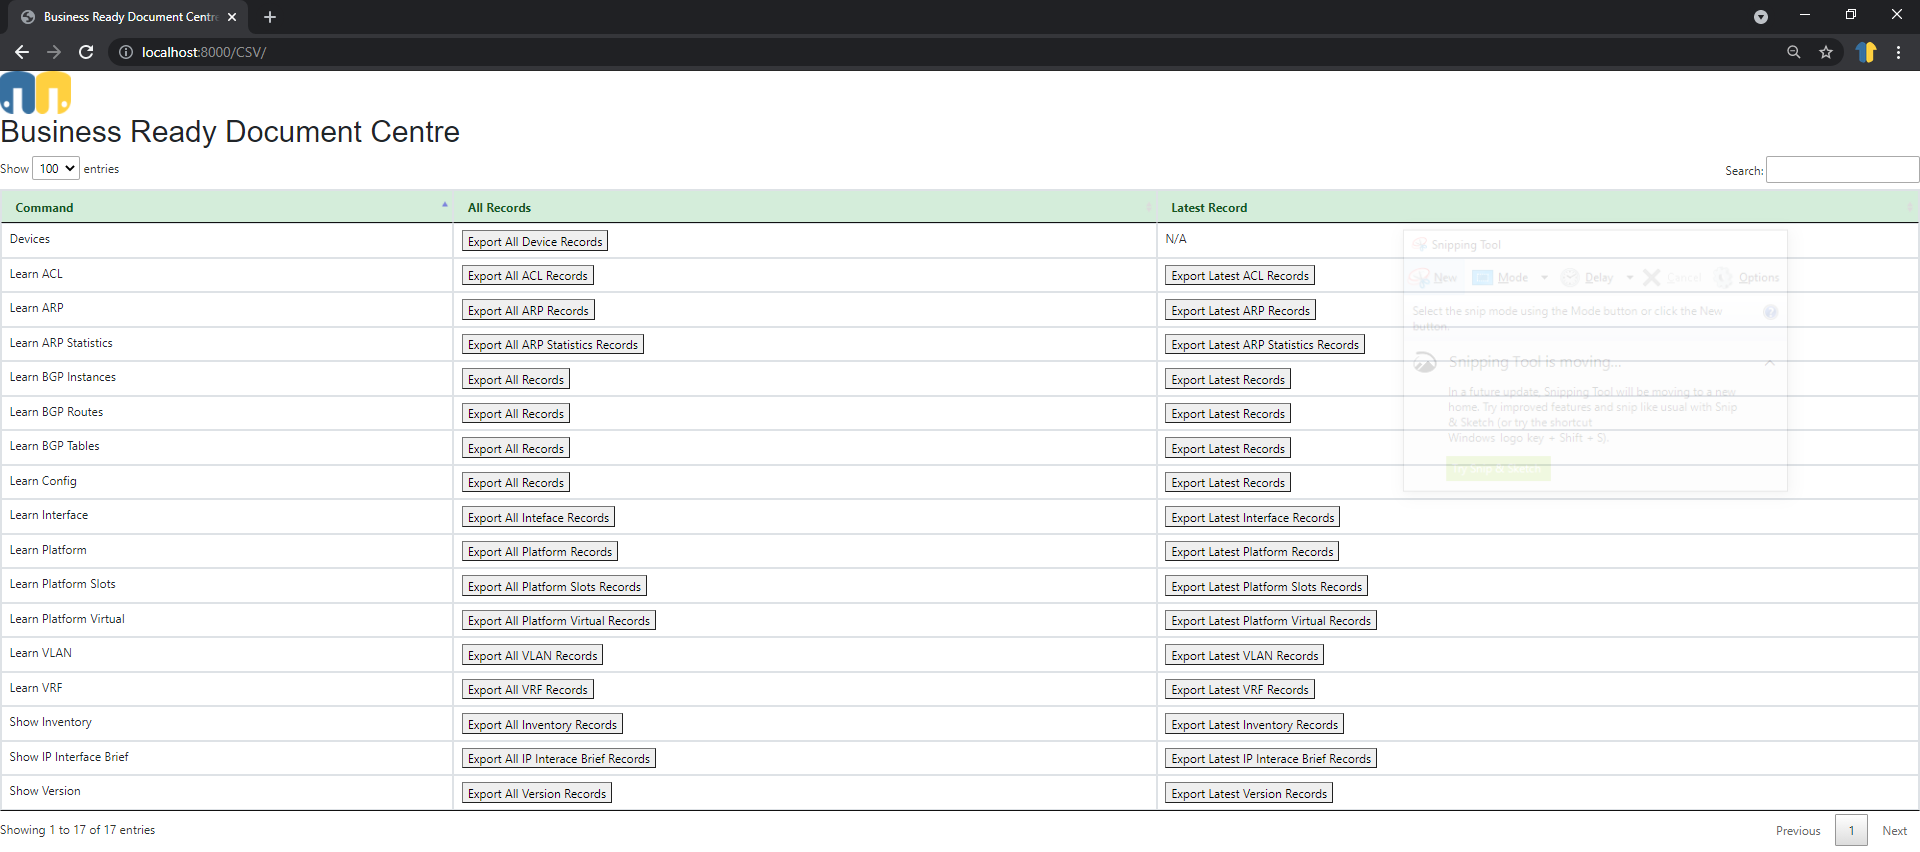 Business Ready Document Centre
localhost:8000/CSV/
Business Ready Document Centre
Show 100 entries
Search:
Command All Records Latest Record
Devices Export All Device Records N/A
Learn ACL Export All ACL Records Export Latest ACL Records
Learn ARP Export All ARP Records Export Latest ARP Records
Learn ARP Statistics Export All ARP Statistics Records Export Latest ARP Statistics Records
Learn BGP Instances Export All Records Export Latest Records
Learn BGP Routes Export All Records Export Latest Records
Learn BGP Tables Export All Records Export Latest Records
Learn Config Export All Records Export Latest Records
Learn Interface Export All Inteface Records Export Latest Interface Records
Learn Platform Export All Platform Records Export Latest Platform Records
Learn Platform Slots Export All Platform Slots Records Export Latest Platform Slots Records
Learn Platform Virtual Export All Platform Virtual Records Export Latest Platform Virtual Records
Learn VLAN Export All VLAN Records Export Latest VLAN Records
Learn VRF Export All VRF Records Export Latest VRF Records
Show Inventory Export All Inventory Records Export Latest Inventory Records
Show IP Interface Brief Export All IP Interace Brief Records Export Latest IP Interace Brief Records
Show Version Export All Version Records Export Latest Version Records
Showing 1 to 17 of 17 entries
Previous 1 Next
Snipping Tool
New Mode Delay Cancel Options
Select the snip mode using the Mode button or click the New
button.
Snipping Tool is moving...
In a future update, Snipping Tool will be moving to a new
home. Try improved features and snip like usual with Snip
& Sketch (or try the shortcut
Windows logo key + Shift + S).